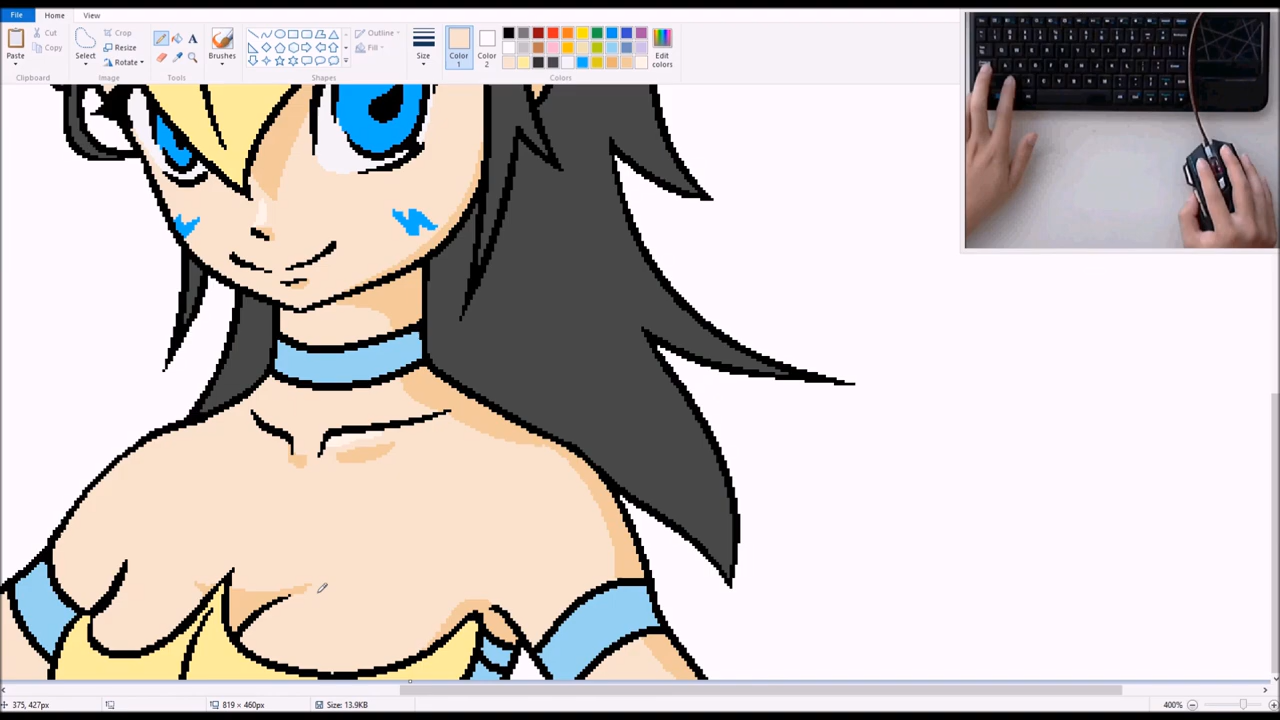 File Home View
Paste
Cut
Copy
Clipboard
Select
Crop
Resize
Rotate
Image
A
Tools
Brushes
Outline
Fill
Shapes
Size
Color
1
Color
2
Edit
colors
Colors
375, 427px
819 × 460px
Size: 13.9KB
400%